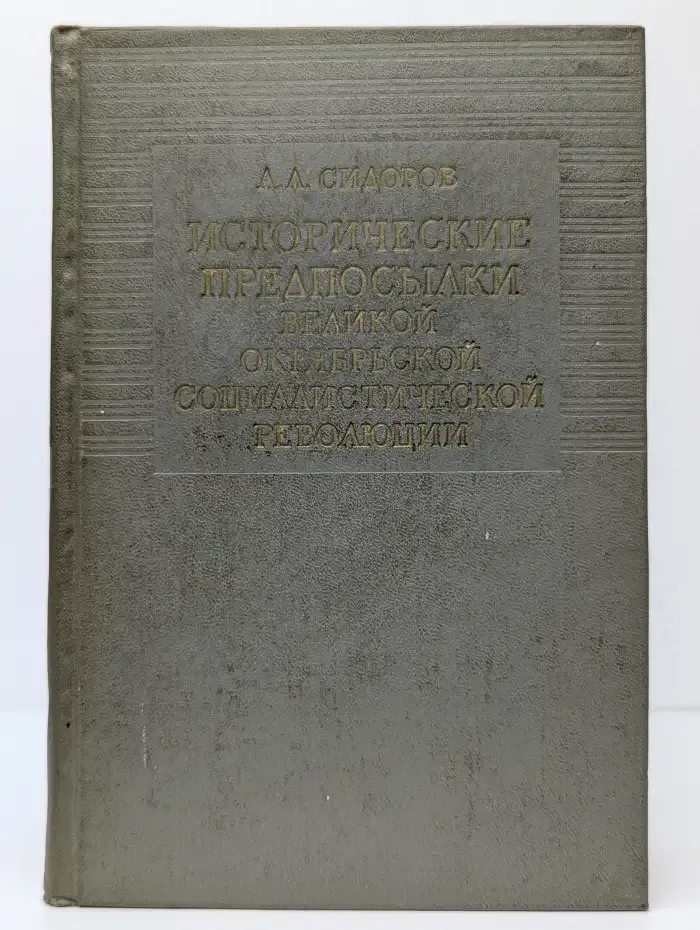 А.А. СИДОРОВ
ИСТОРИЧЕСКИЕ
ПРЕДПОСЫЛКИ
ВЕЛИКОЙ
ОКТЯБРЬСКОЙ
СОЦИАЛИСТИЧЕСКОЙ
РЕВОЛЮЦИИ